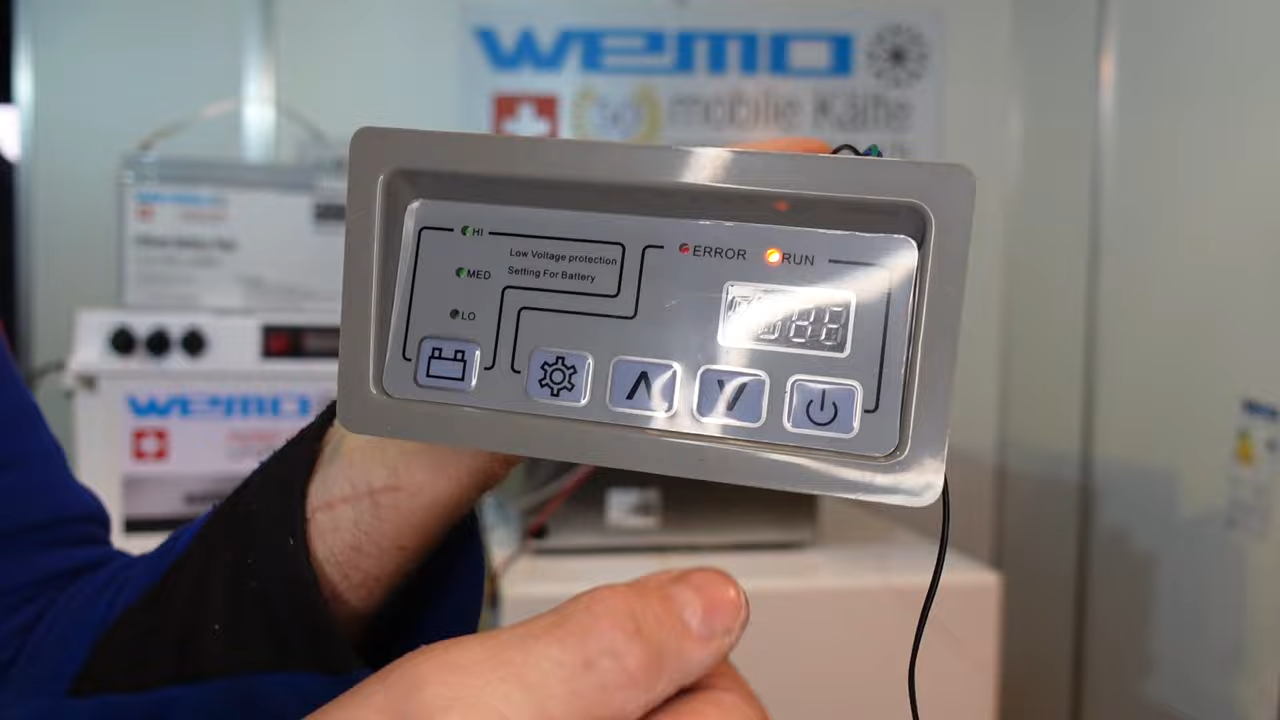 wemo
mobile Kälte
HI
Low Voltage protection
Setting For Battery
MED
LO
ERROR
RUN
wemo